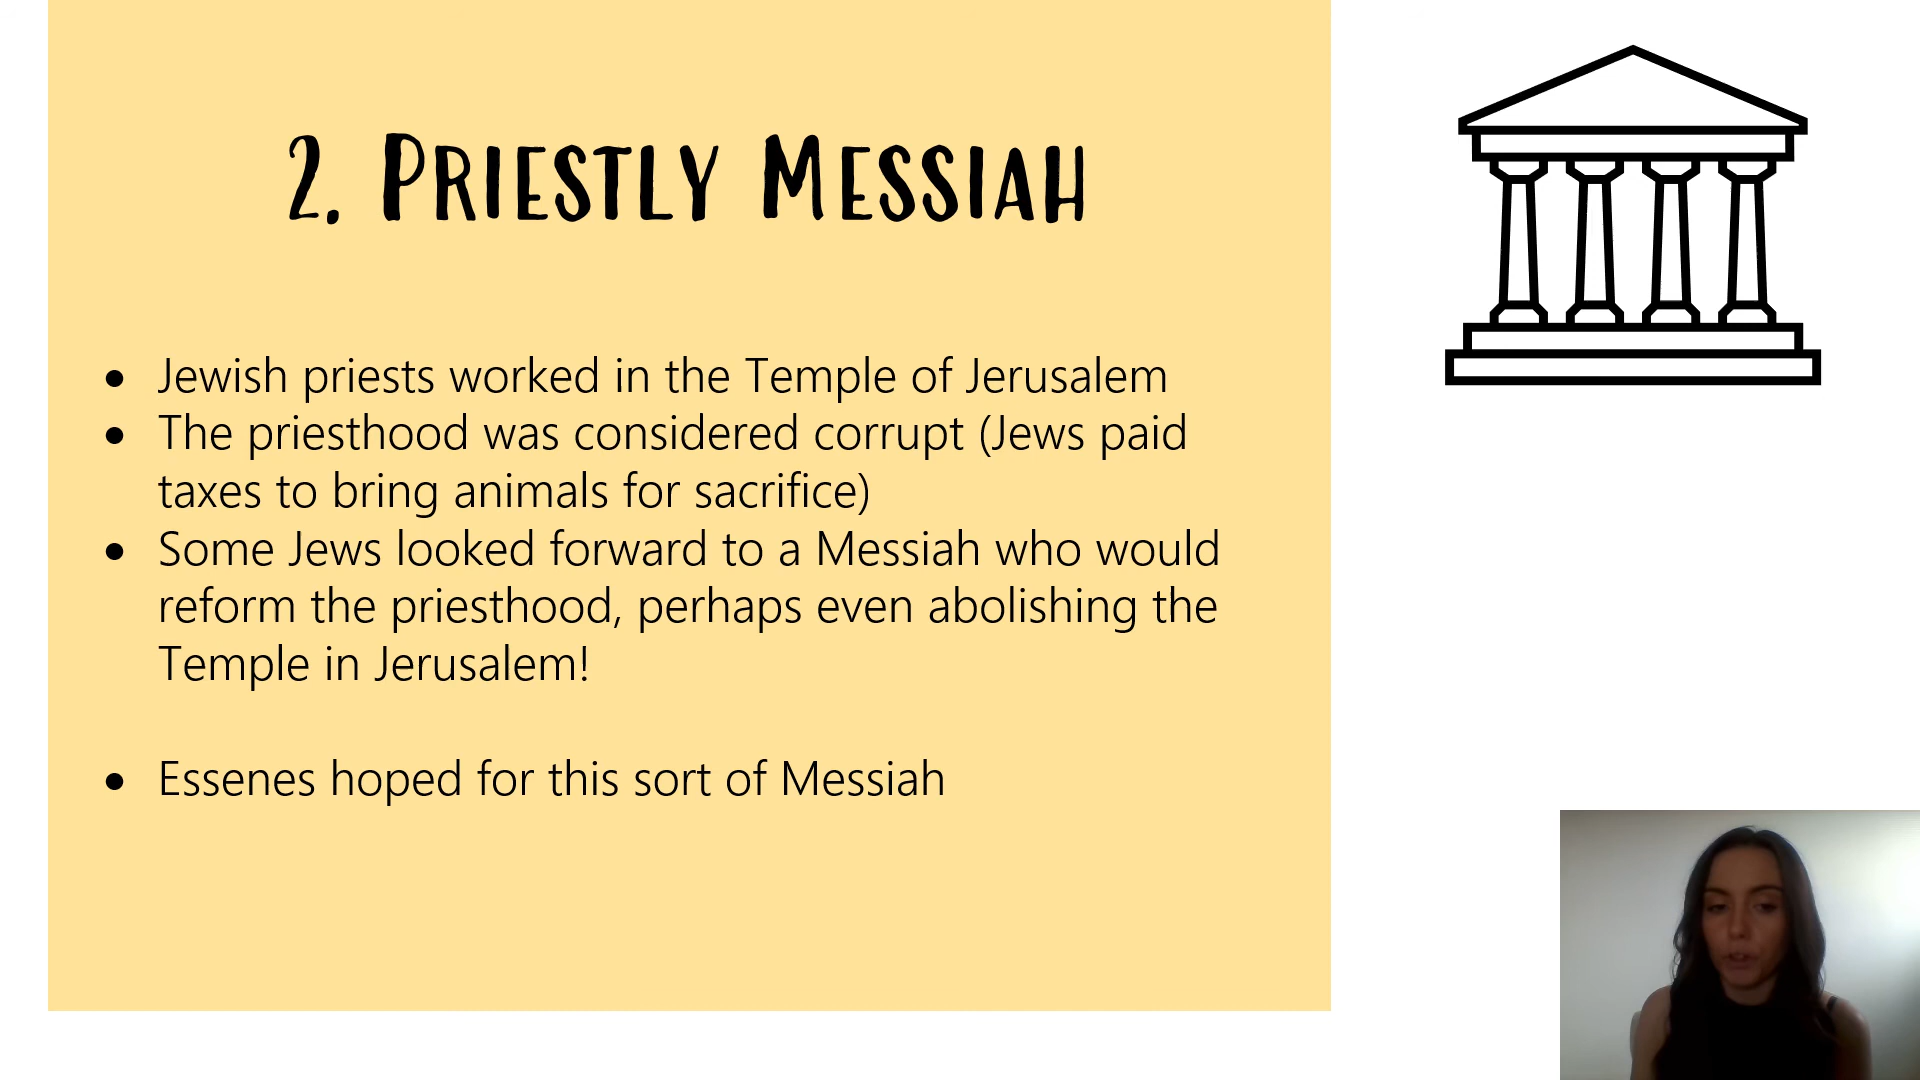 2. Priestly Messiah
• Jewish priests worked in the Temple of Jerusalem
• The priesthood was considered corrupt (Jews paid
taxes to bring animals for sacrifice)
• Some Jews looked forward to a Messiah who would
reform the priesthood, perhaps even abolishing the
Temple in Jerusalem!
• Essenes hoped for this sort of Messiah